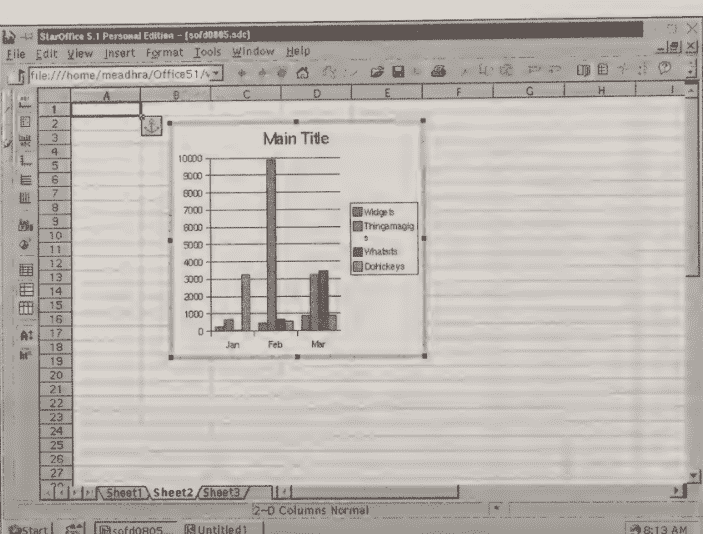 StarOffice 5.1 Personal Edition - [sofd0805.sdc]
File Edit View Insert Format Tools Window Help
file:///home/meadhra/Office51/
A B C D E F G H I
1
2
3
4
5
6
7
8
9
10
11
12
13
14
15
16
17
18
19
20
21
22
23
24
25
26
27
Main Title
10000
9000
8000
7000
6000
5000
4000
3000
2000
1000
0
Jan Feb Mar
Widgets
Thingamagig
s
Whatsits
Dohickeys
Sheet1 Sheet2 Sheet3
2-D Columns Normal
Start sofd0805... Untitled1 8:13 AM